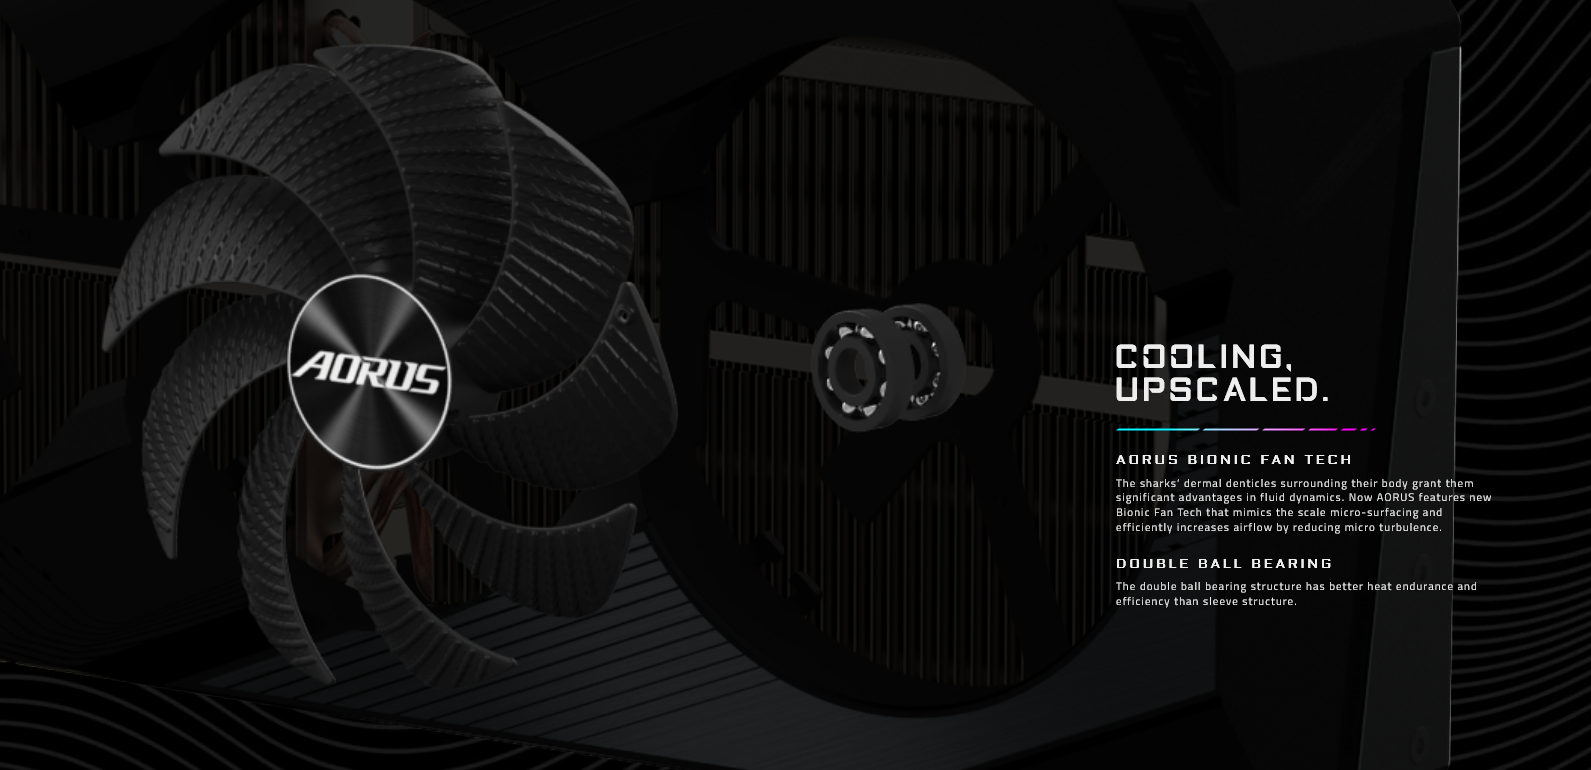 AORUS
COOLING,
UPSCALED.
AORUS BIONIC FAN TECH
The sharks' dermal denticles surrounding their body grant them
significant advantages in fluid dynamics. Now AORUS features new
Bionic Fan Tech that mimics the scale micro-surfacing and
efficiently increases airflow by reducing micro turbulence.
DOUBLE BALL BEARING
The double ball bearing structure has better heat endurance and
efficiency than sleeve structure.